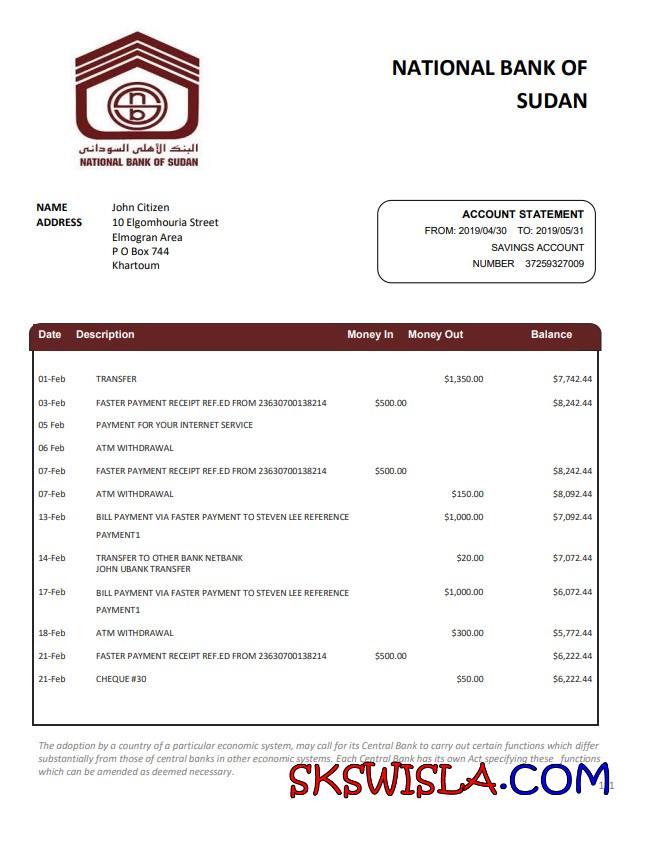 NATIONAL BANK OF
SUDAN
البنك الأهلى السودانى
NATIONAL BANK OF SUDAN
NAME John Citizen
ADDRESS 10 Elgomhouria Street
Elmogran Area
P O Box 744
Khartoum
ACCOUNT STATEMENT
FROM: 2019/04/30 TO: 2019/05/31
SAVINGS ACCOUNT
NUMBER 37259327009
Date Description Money In Money Out Balance
01-Feb TRANSFER $1,350.00 $7,742.44
03-Feb FASTER PAYMENT RECEIPT REF.ED FROM 23630700138214 $500.00 $8,242.44
05 Feb PAYMENT FOR YOUR INTERNET SERVICE
06 Feb ATM WITHDRAWAL
07-Feb FASTER PAYMENT RECEIPT REF.ED FROM 23630700138214 $500.00 $8,242.44
07-Feb ATM WITHDRAWAL $150.00 $8,092.44
13-Feb BILL PAYMENT VIA FASTER PAYMENT TO STEVEN LEE REFERENCE $1,000.00 $7,092.44
PAYMENT1
14-Feb TRANSFER TO OTHER BANK NETBANK $20.00 $7,072.44
JOHN UBANK TRANSFER
17-Feb BILL PAYMENT VIA FASTER PAYMENT TO STEVEN LEE REFERENCE $1,000.00 $6,072.44
PAYMENT1
18-Feb ATM WITHDRAWAL $300.00 $5,772.44
21-Feb FASTER PAYMENT RECEIPT REF.ED FROM 23630700138214 $500.00 $6,222.44
21-Feb CHEQUE #30 $50.00 $6,222.44
The adoption by a country of a particular economic system, may call for its Central Bank to carry out certain functions which differ
substantially from those of central banks in other economic systems. Each Central Bank has its own Act specifying these functions
which can be amended as deemed necessary.
SKSWISLA.COM